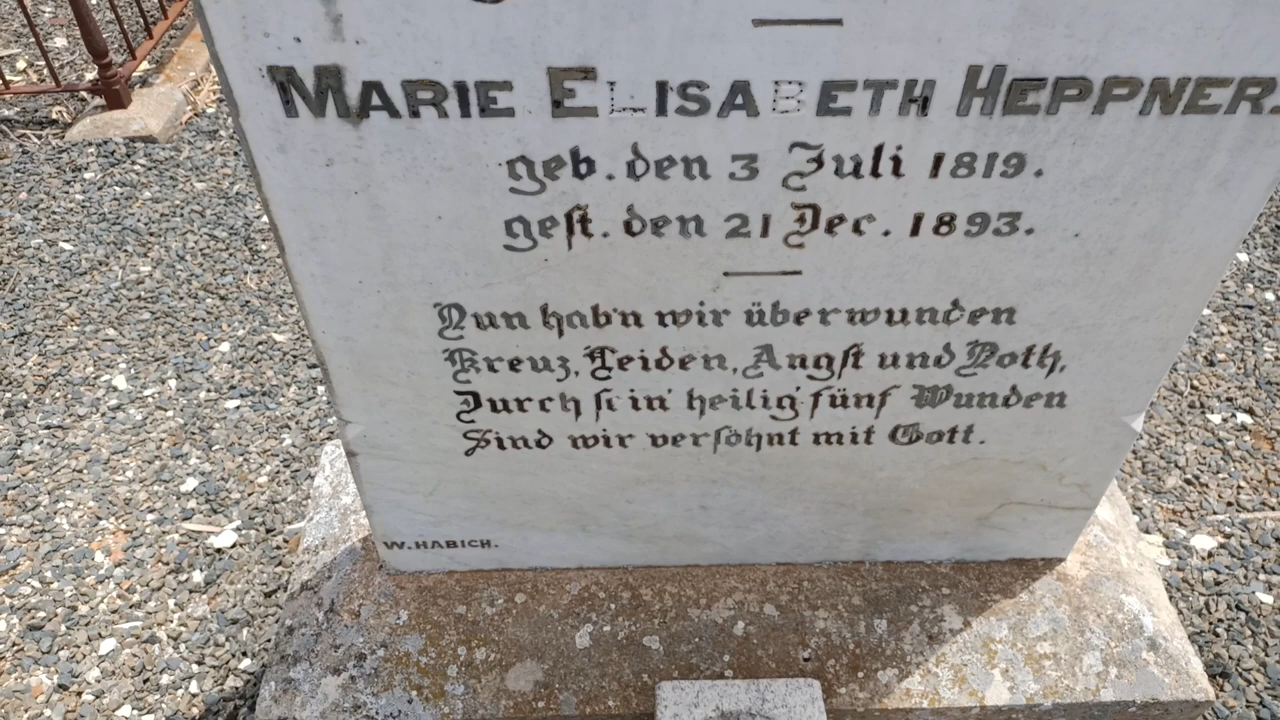 MARIE ELISABETH HEPPNER.
geb. den 3 Juli 1819.
gest. den 21 Dec. 1893.
Nun hab'n wir überwunden
Kreuz, Leiden, Angst und Noth,
Durch sein' heilig' fünf Wunden
Sind wir versöhnt mit Gott.
W. HABICH.